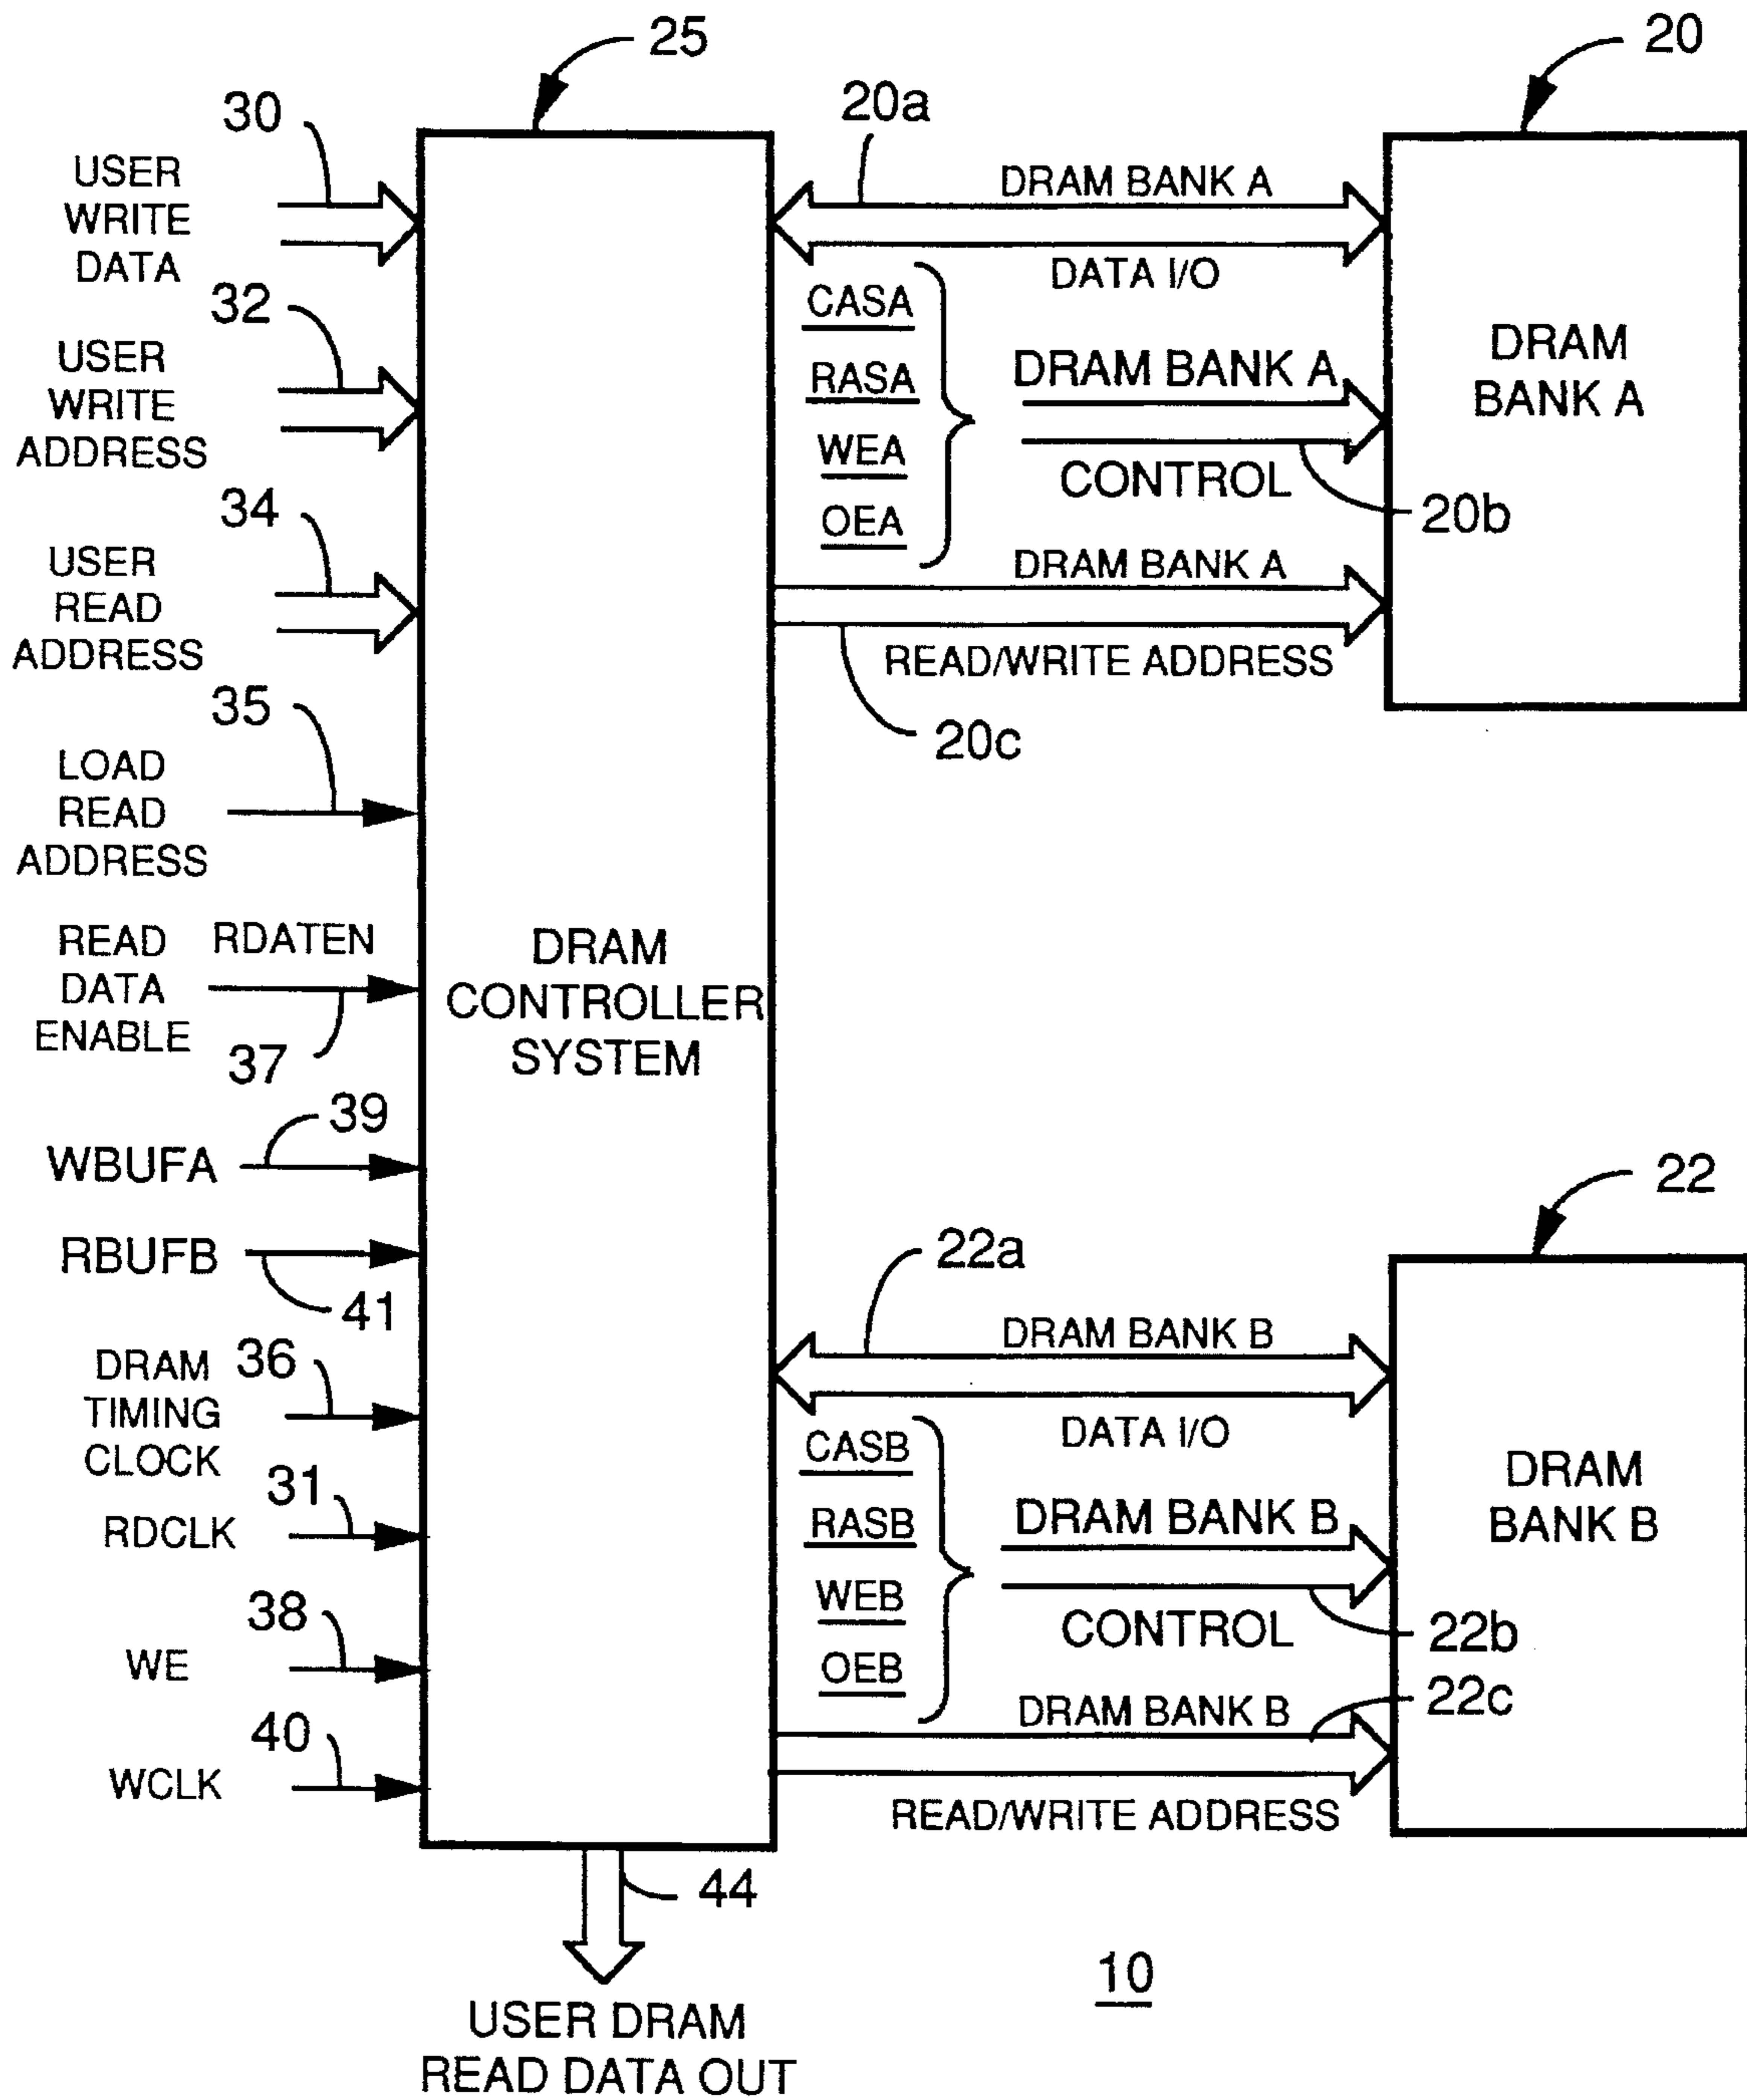 25
20
30
20a
USER
WRITE
DATA
DRAM BANK A
DATA I/O
32
USER
WRITE
ADDRESS
CASA
RASA
WEA
OEA
DRAM BANK A
CONTROL
20b
DRAM
BANK A
34
USER
READ
ADDRESS
DRAM BANK A
READ/WRITE ADDRESS
20c
35
LOAD
READ
ADDRESS
READ
DATA
ENABLE
RDATEN
37
DRAM
CONTROLLER
SYSTEM
39
WBUFA
RBUFB
41
22
22a
DRAM BANK B
DATA I/O
36
DRAM
TIMING
CLOCK
31
RDCLK
CASB
RASB
WEB
OEB
DRAM BANK B
CONTROL
22b
DRAM
BANK B
38
WE
22c
DRAM BANK B
READ/WRITE ADDRESS
40
WCLK
44
10
USER DRAM
READ DATA OUT